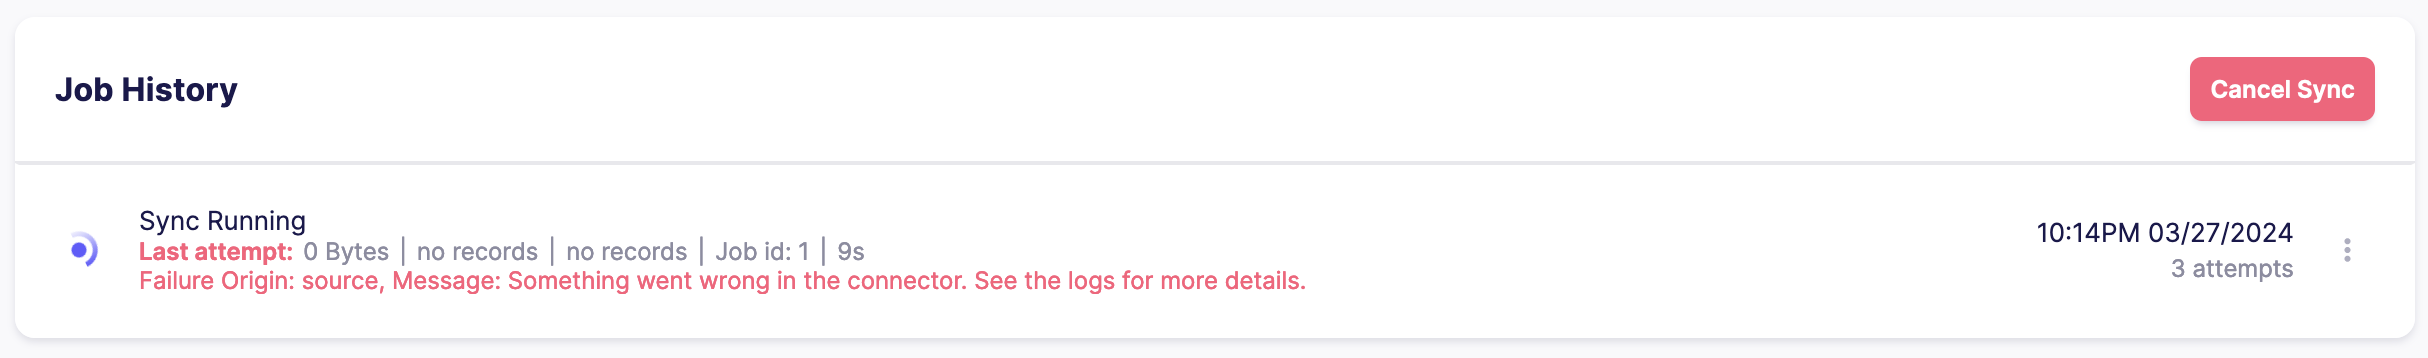 Job History
Cancel Sync
Sync Running
Last attempt: 0 Bytes | no records | no records | Job id: 1 | 9s
Failure Origin: source, Message: Something went wrong in the connector. See the logs for more details.
10:14PM 03/27/2024
3 attempts